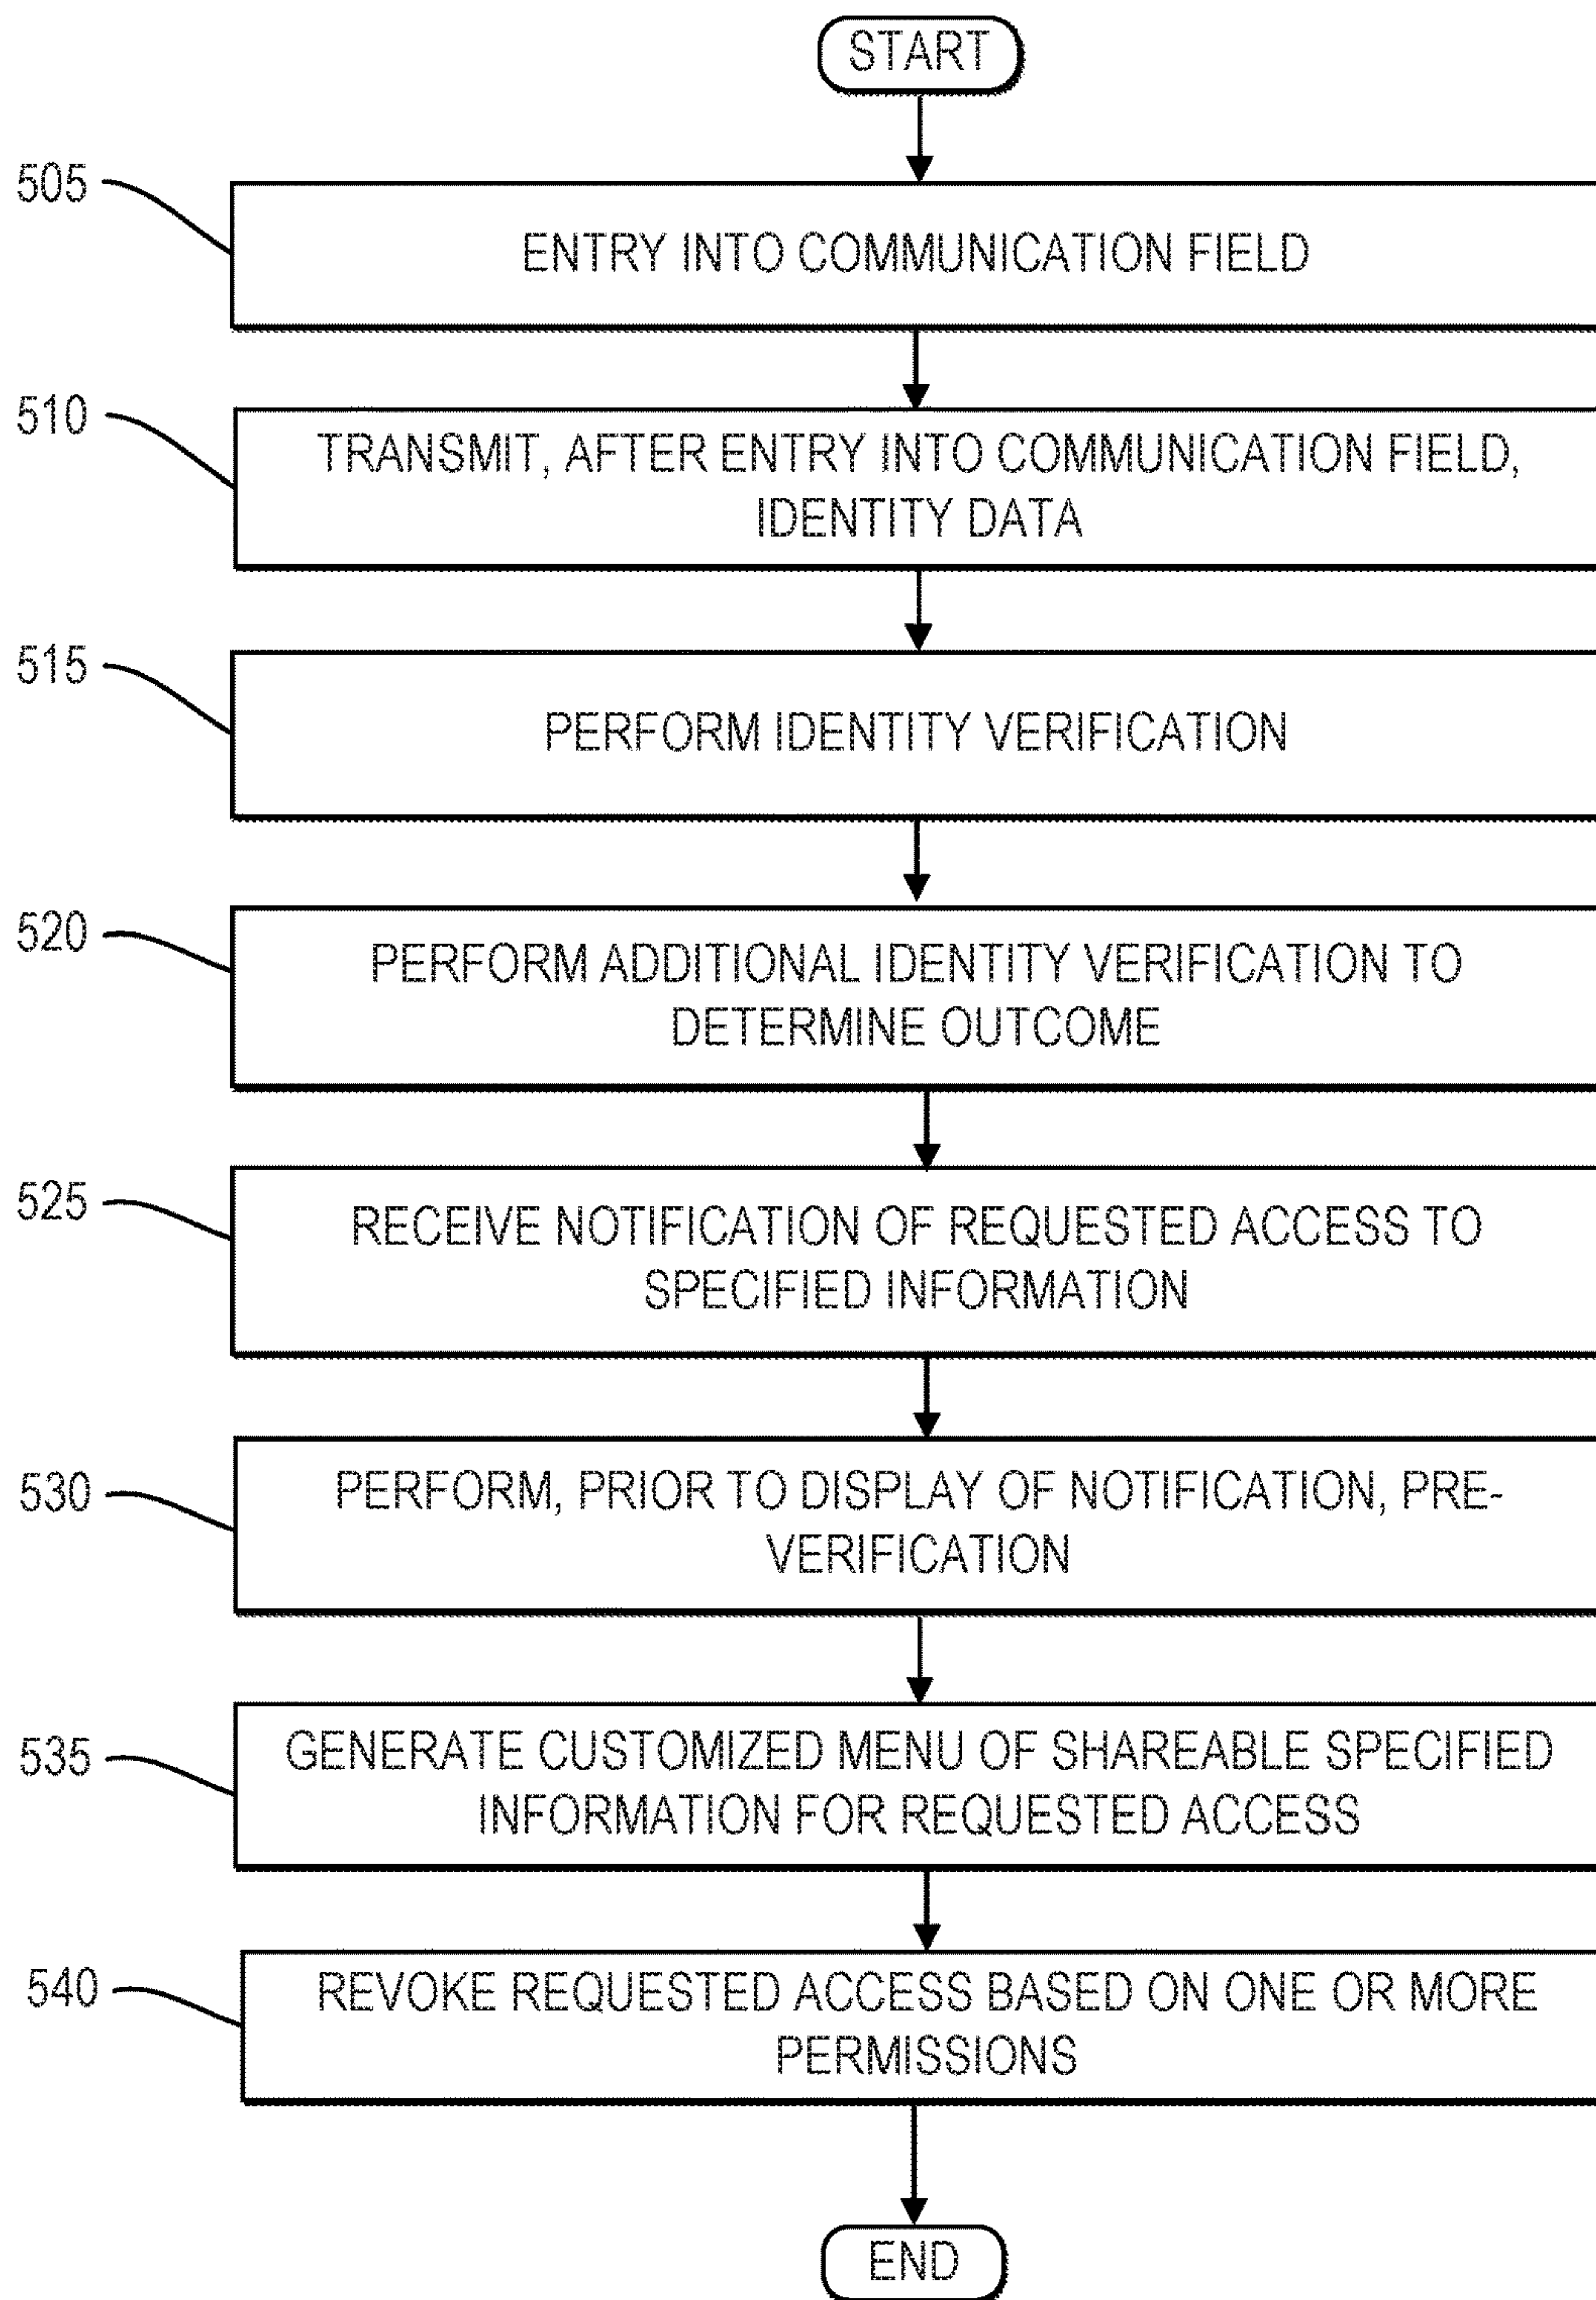 START
505
ENTRY INTO COMMUNICATION FIELD
510
TRANSMIT, AFTER ENTRY INTO COMMUNICATION FIELD,
IDENTITY DATA
515
PERFORM IDENTITY VERIFICATION
520
PERFORM ADDITIONAL IDENTITY VERIFICATION TO
DETERMINE OUTCOME
525
RECEIVE NOTIFICATION OF REQUESTED ACCESS TO
SPECIFIED INFORMATION
530
PERFORM, PRIOR TO DISPLAY OF NOTIFICATION, PRE-
VERIFICATION
535
GENERATE CUSTOMIZED MENU OF SHAREABLE SPECIFIED
INFORMATION FOR REQUESTED ACCESS
540
REVOKE REQUESTED ACCESS BASED ON ONE OR MORE
PERMISSIONS
END